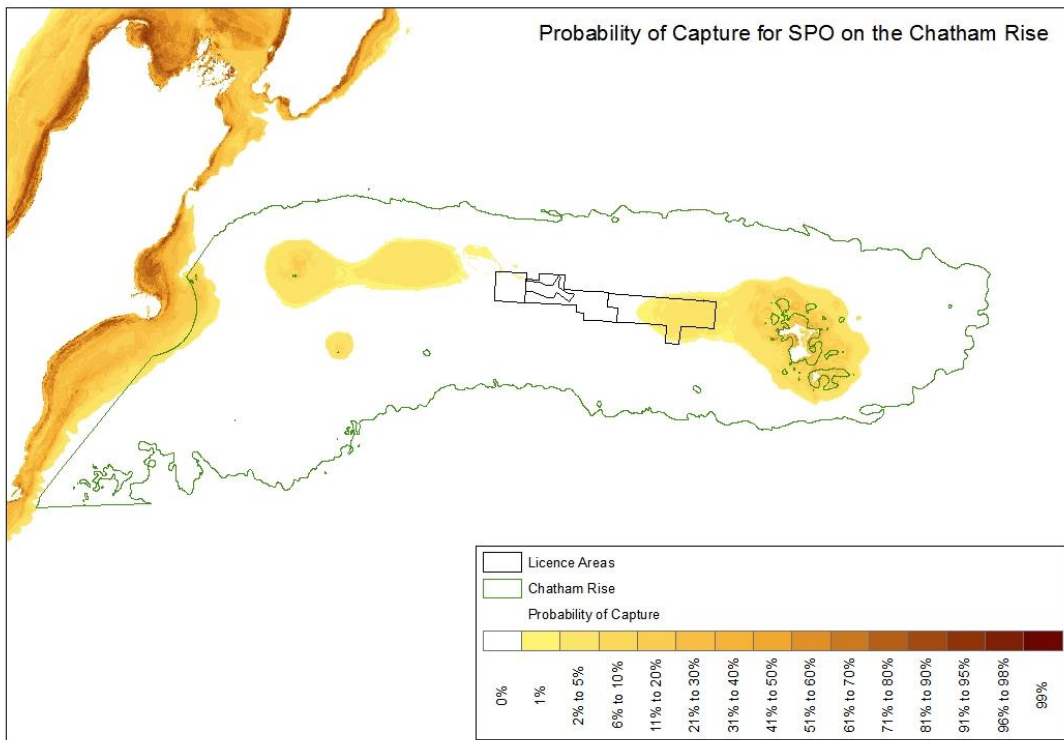 Probability of Capture for SPO on the Chatham Rise
Licence Areas
Chatham Rise
Probability of Capture
0%
1%
2% to 5%
6% to 10%
11% to 20%
21% to 30%
31% to 40%
41% to 50%
51% to 60%
61% to 70%
71% to 80%
81% to 90%
91% to 95%
96% to 98%
99%